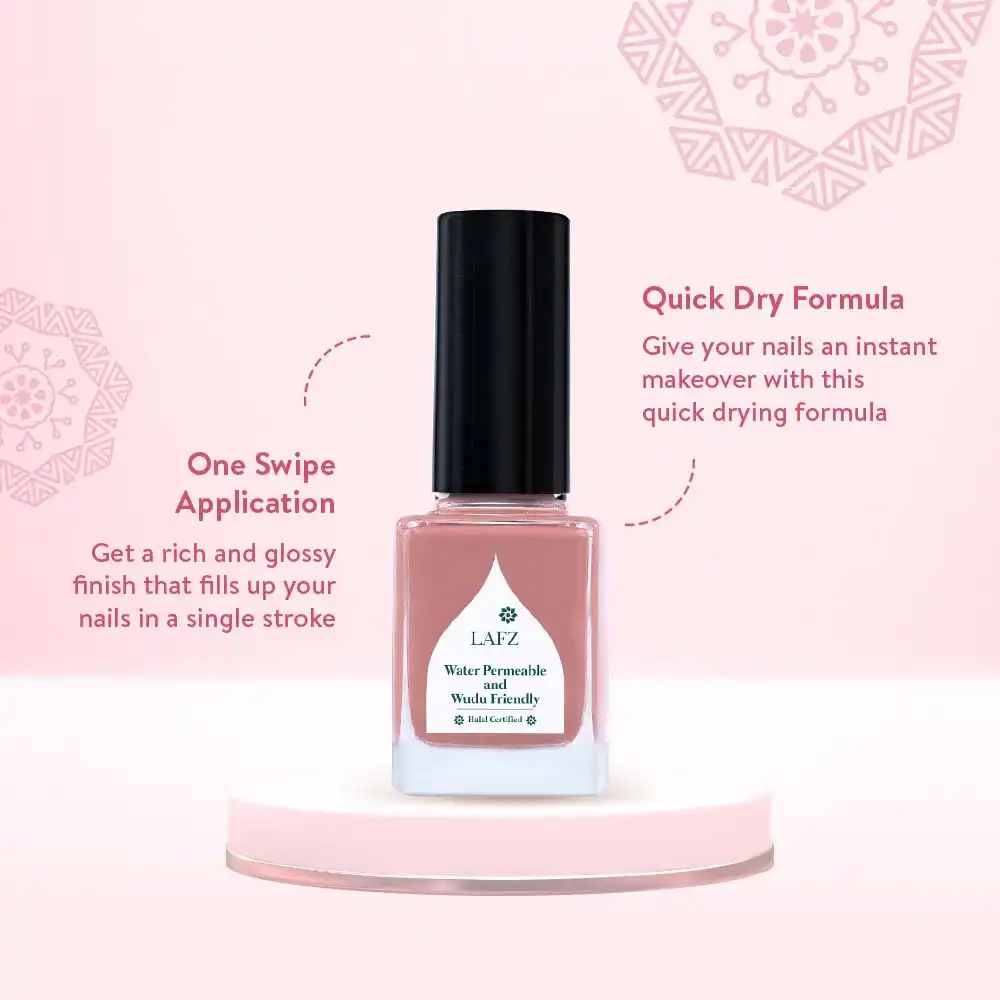 Quick Dry Formula
Give your nails an instant
makeover with this
quick drying formula
One Swipe
Application
Get a rich and glossy
finish that fills up your
nails in a single stroke
LAFZ
Water Permeable
and
Wudu Friendly
Halal Certified